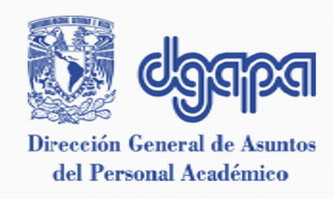 dgapa
Dirección General de Asuntos
del Personal Académico